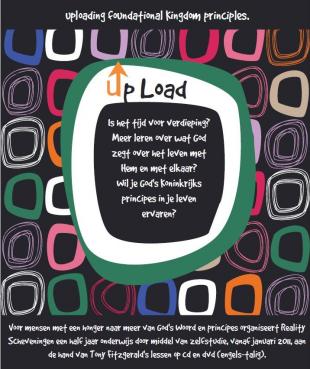 uploading foundational kingdom principles.
up Load
Is het tijd voor verdieping?
Meer leren over wat God
zegt over het leven met
Hem en met elkaar?
Wil je God's Koninkrijks
principes in je leven
ervaren?
Voor mensen met een honger naar meer van God's Woord en principes organiseert Reality
Scheveningen een half jaar onderwijs door middel van zelfstudie, vanaf januari 2011, aan
de hand van Tony Fitzgerald's lessen op cd en dvd (engels-talig).